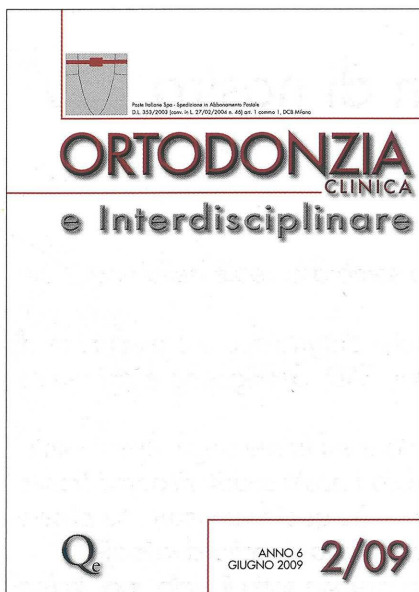 Poste Italiane Spa - Spedizione in Abbonamento Postale
D.L. 353/2003 (conv. in L. 27/02/2004 n. 46) art. 1 comma 1, DCB Milano
ORTODONZIA
CLINICA
e Interdisciplinare
Qe
ANNO 6
GIUGNO 2009
2/09